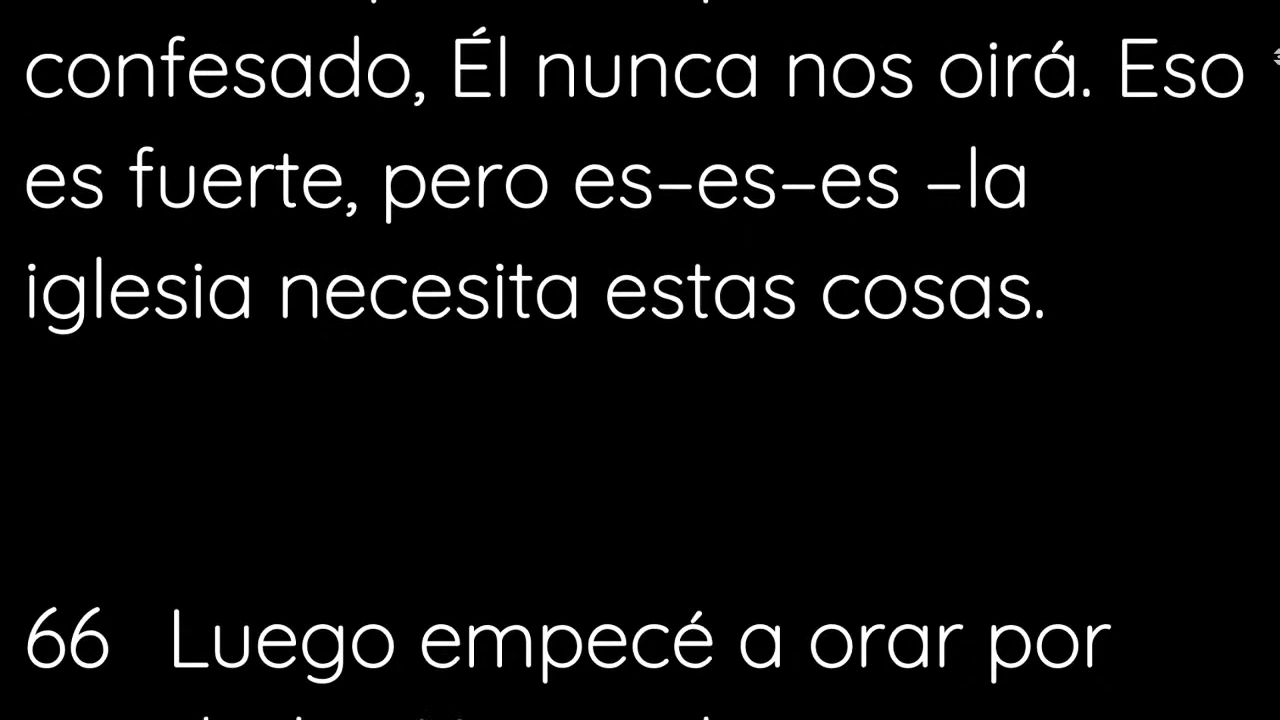 confesado, Él nunca nos oirá. Eso
es fuerte, pero es–es–es –la
iglesia necesita estas cosas.
66 Luego empecé a orar por